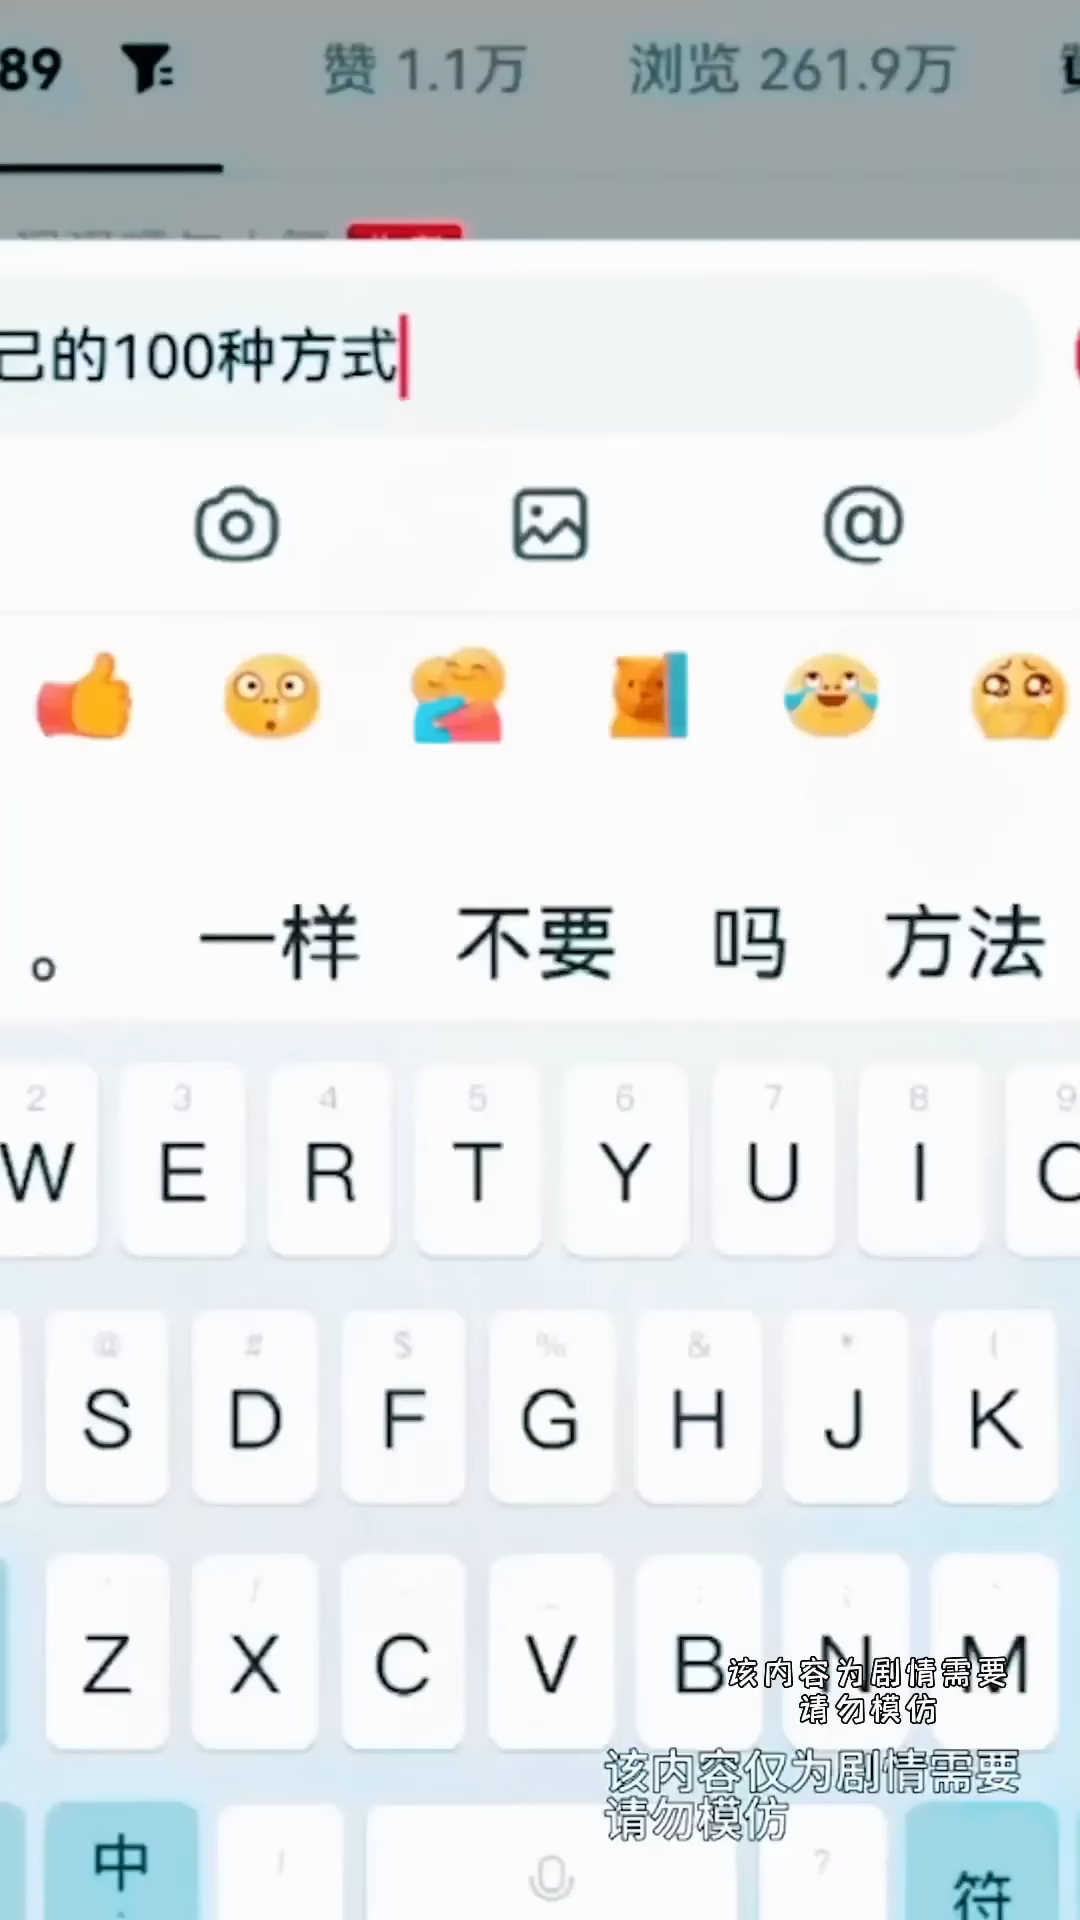 89 赞 1.1万 浏览 261.9万
己的100种方式
@
。 一样 不要 吗 方法
2 3 4 5 6 7 8 9
W E R T Y U I O
@ # $ % & * (
S D F G H J K
Z X C V B N M
该内容为剧情需要
请勿模仿
该内容仅为剧情需要
请勿模仿
中 ? 符